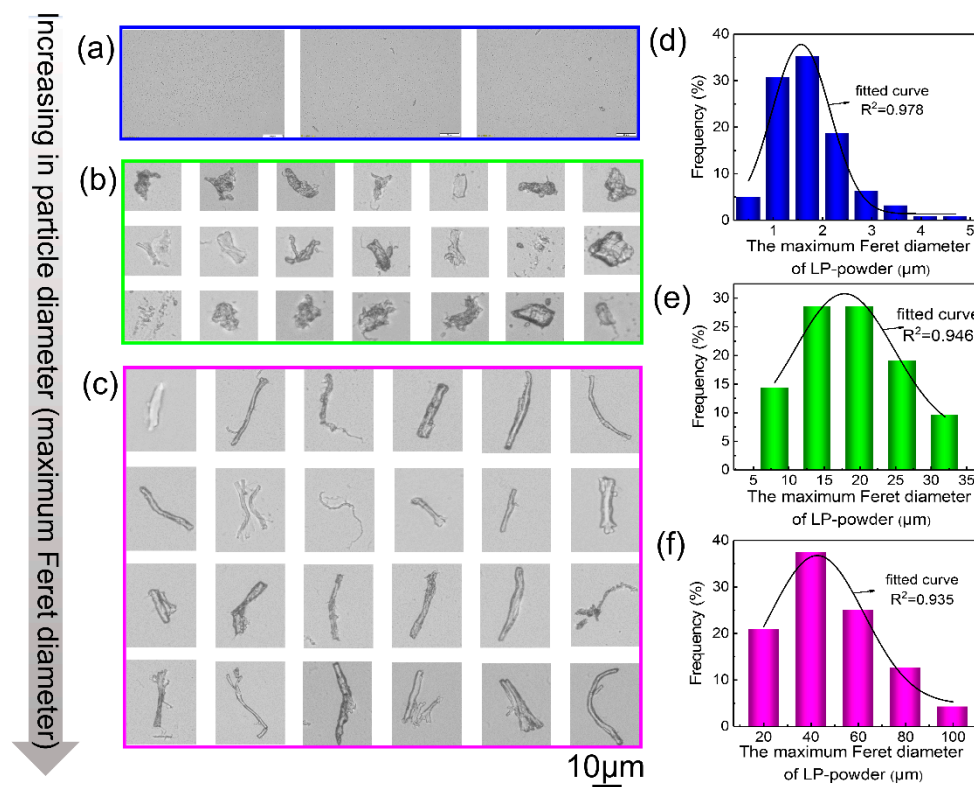 Increasing in particle diameter (maximum Feret diameter)
(a)
(b)
(c)
10μm
(d)
40
30
20
10
0
Frequency (%)
fitted curve
R²=0.978
1 2 3 4 5
The maximum Feret diameter
of LP-powder (μm)
(e)
30
25
20
15
10
5
0
Frequency (%)
fitted curve
R²=0.946
5 10 15 20 25 30 35
The maximum Feret diameter
of LP-powder (μm)
(f)
40
30
20
10
0
Frequency (%)
fitted curve
R²=0.935
20 40 60 80 100
The maximum Feret diameter
of LP-powder (μm)